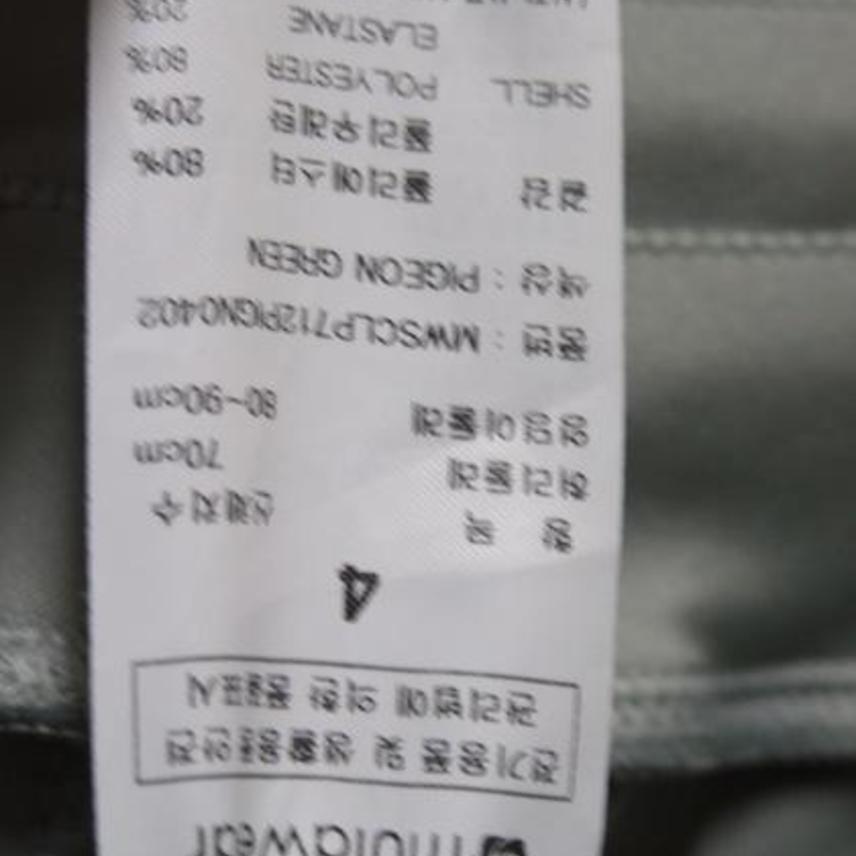 mulawear
전기용품 및 생활용품안전
관리법에 의한 품질표시
4
항 목 신체치수
허리둘레 70cm
엉덩이둘레 80~90cm
품번 : MWSCLP712PIGN0402
색상 : PIGEON GREEN
겉감 폴리에스터 80%
폴리우레탄 20%
SHELL POLYESTER 80%
ELASTANE 20%